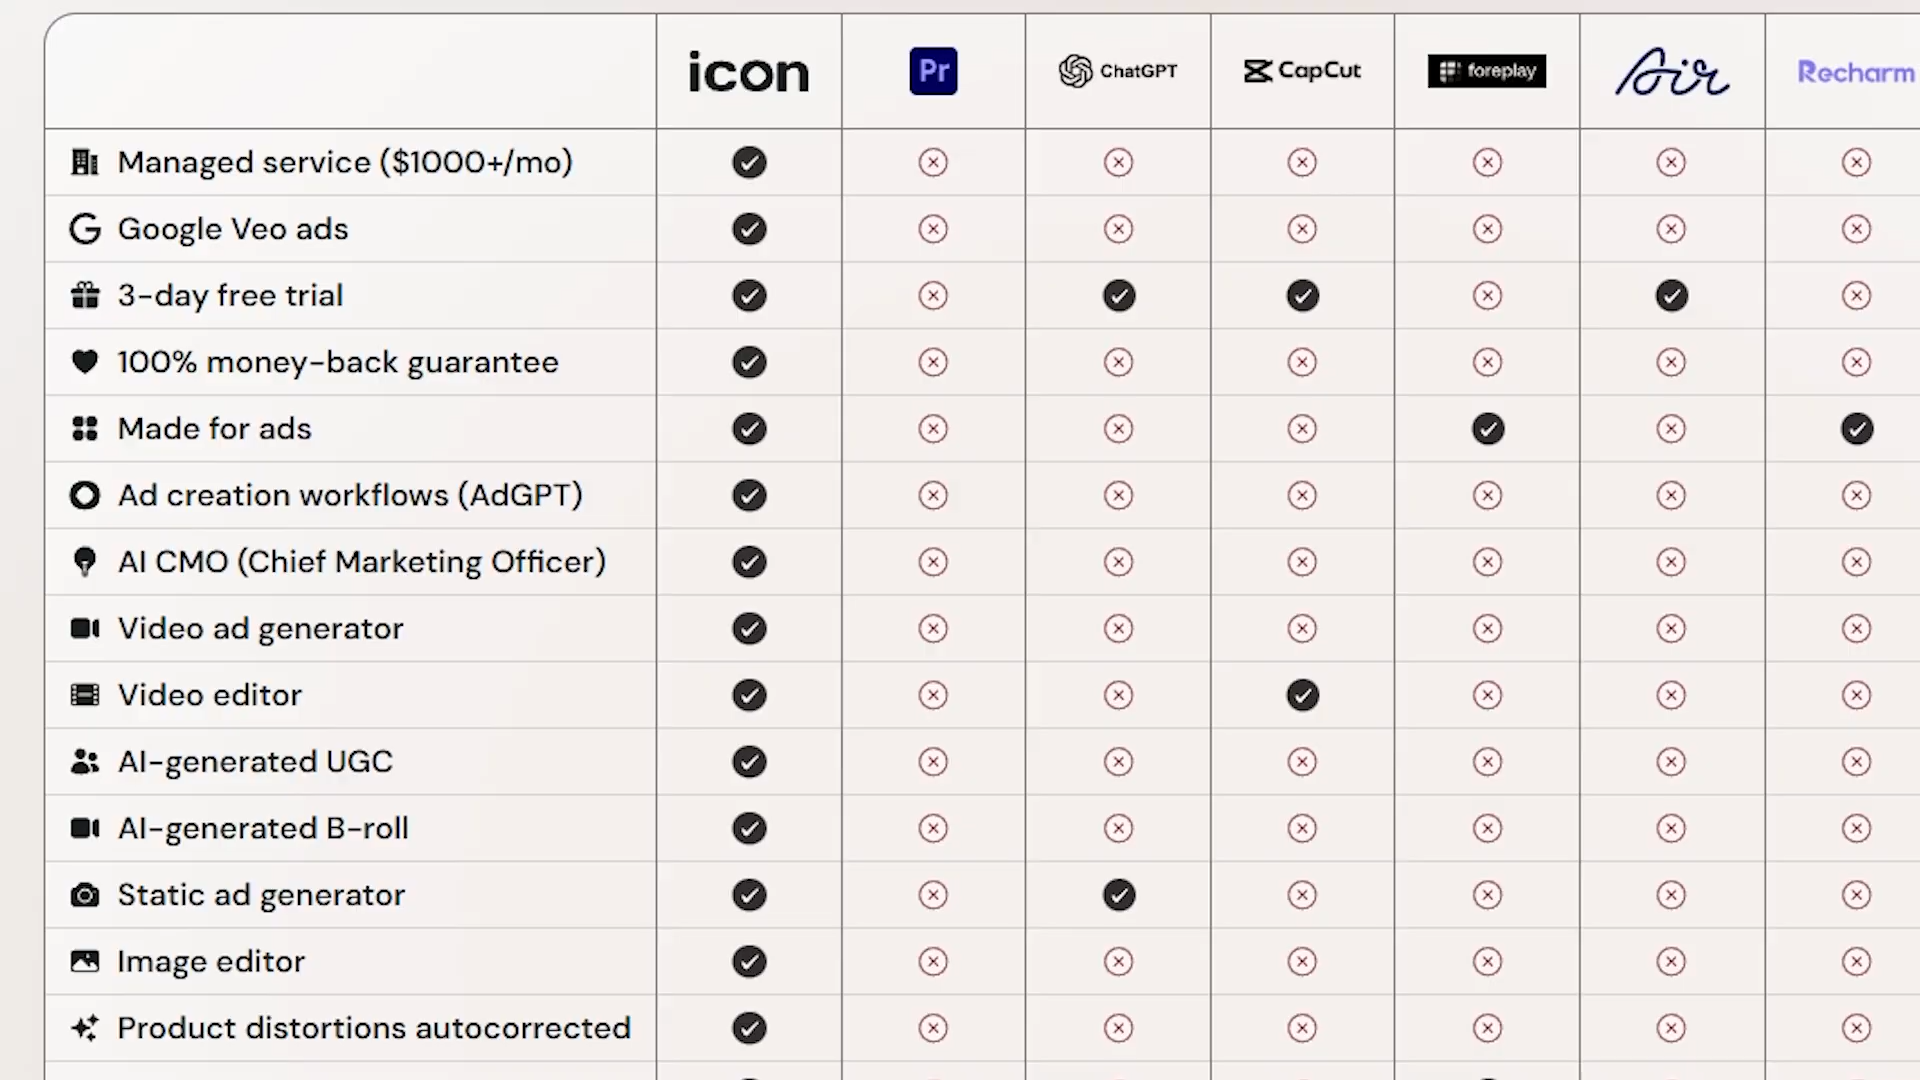 icon
Pr
ChatGPT
CapCut
foreplay
Air
Recharm
Managed service ($1000+/mo)
Google Veo ads
3-day free trial
100% money-back guarantee
Made for ads
Ad creation workflows (AdGPT)
AI CMO (Chief Marketing Officer)
Video ad generator
Video editor
AI-generated UGC
AI-generated B-roll
Static ad generator
Image editor
Product distortions autocorrected